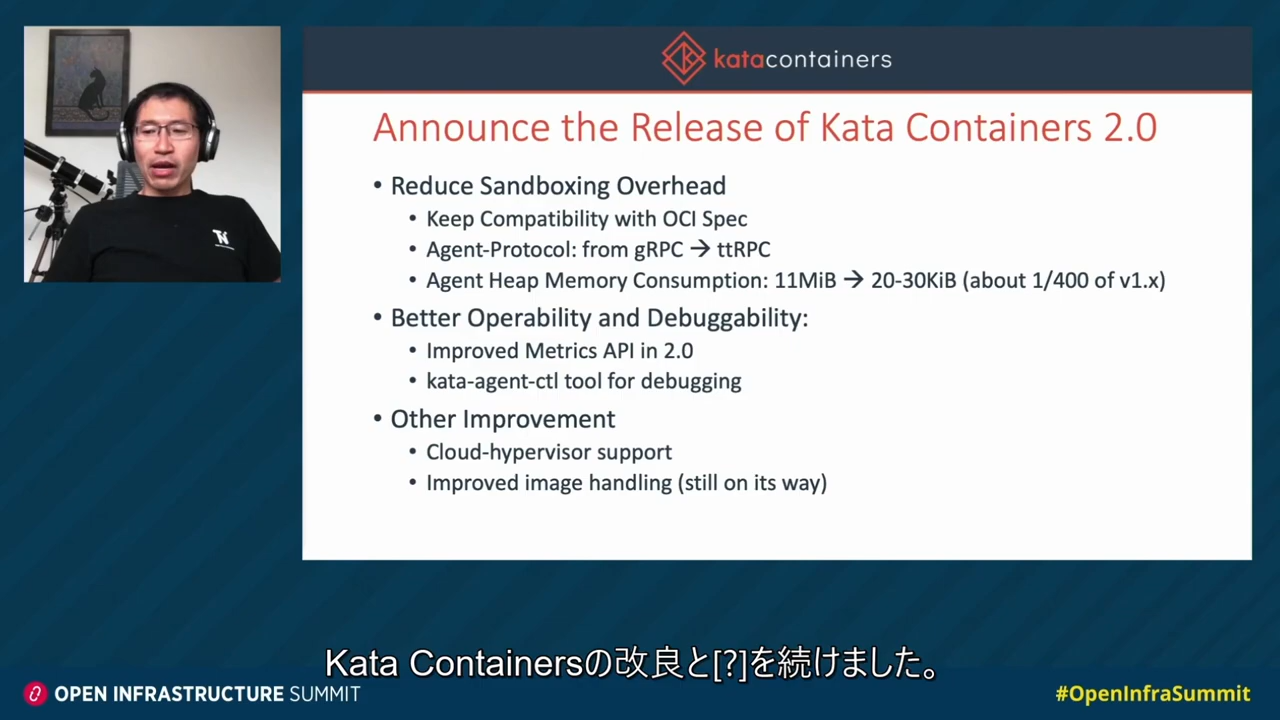 katacontainers
Announce the Release of Kata Containers 2.0
• Reduce Sandboxing Overhead
• Keep Compatibility with OCI Spec
• Agent-Protocol: from gRPC → ttRPC
• Agent Heap Memory Consumption: 11MiB → 20-30KiB (about 1/400 of v1.x)
• Better Operability and Debuggability:
• Improved Metrics API in 2.0
• kata-agent-ctl tool for debugging
• Other Improvement
• Cloud-hypervisor support
• Improved image handling (still on its way)
Kata Containersの改良と[?]を続けました。
OPEN INFRASTRUCTURE SUMMIT
#OpenInfraSummit